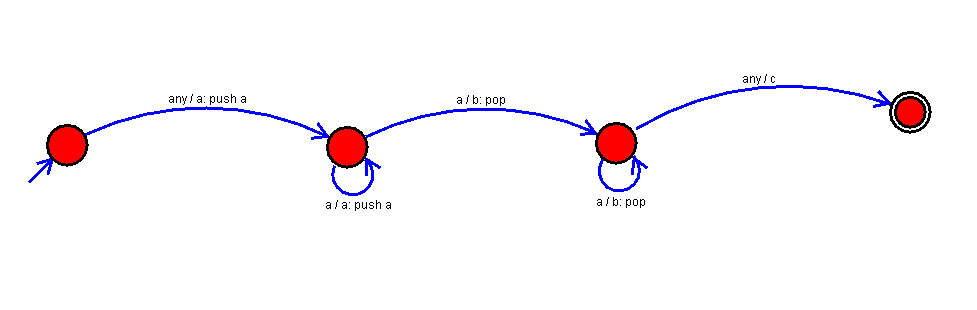 any / a: push a
a / b: pop
any / c
a / a: push a
a / b: pop